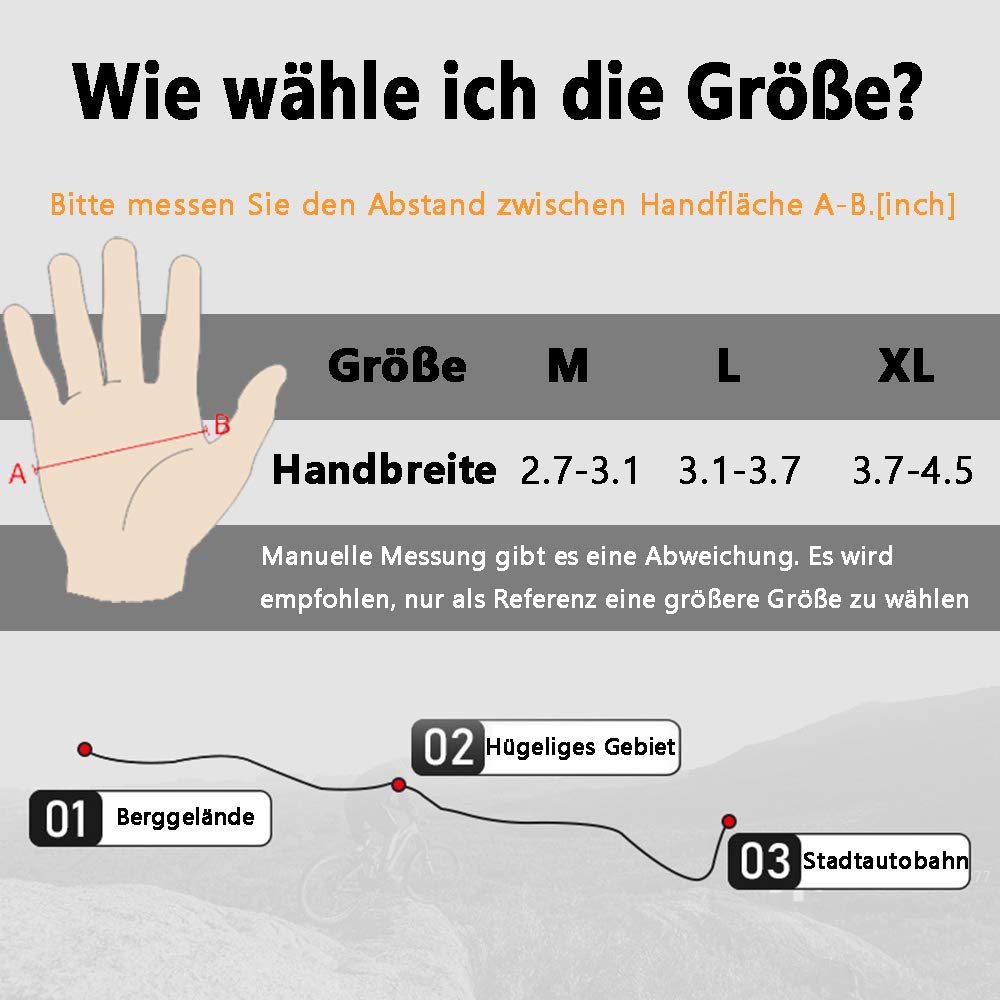 Wie wähle ich die Größe?
Bitte messen Sie den Abstand zwischen Handfläche A-B.[inch]
Größe M L XL
A B
Handbreite 2.7-3.1 3.1-3.7 3.7-4.5
Manuelle Messung gibt es eine Abweichung. Es wird
empfohlen, nur als Referenz eine größere Größe zu wählen
02 Hügeliges Gebiet
01 Berggelände
03 Stadtautobahn
77